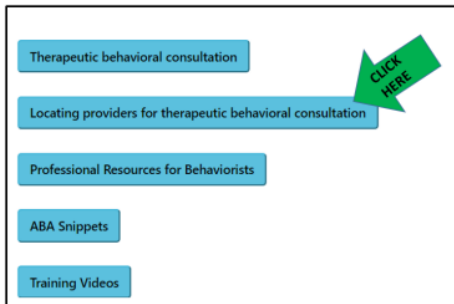 Therapeutic behavioral consultation
CLICK
HERE
Locating providers for therapeutic behavioral consultation
Professional Resources for Behaviorists
ABA Snippets
Training Videos